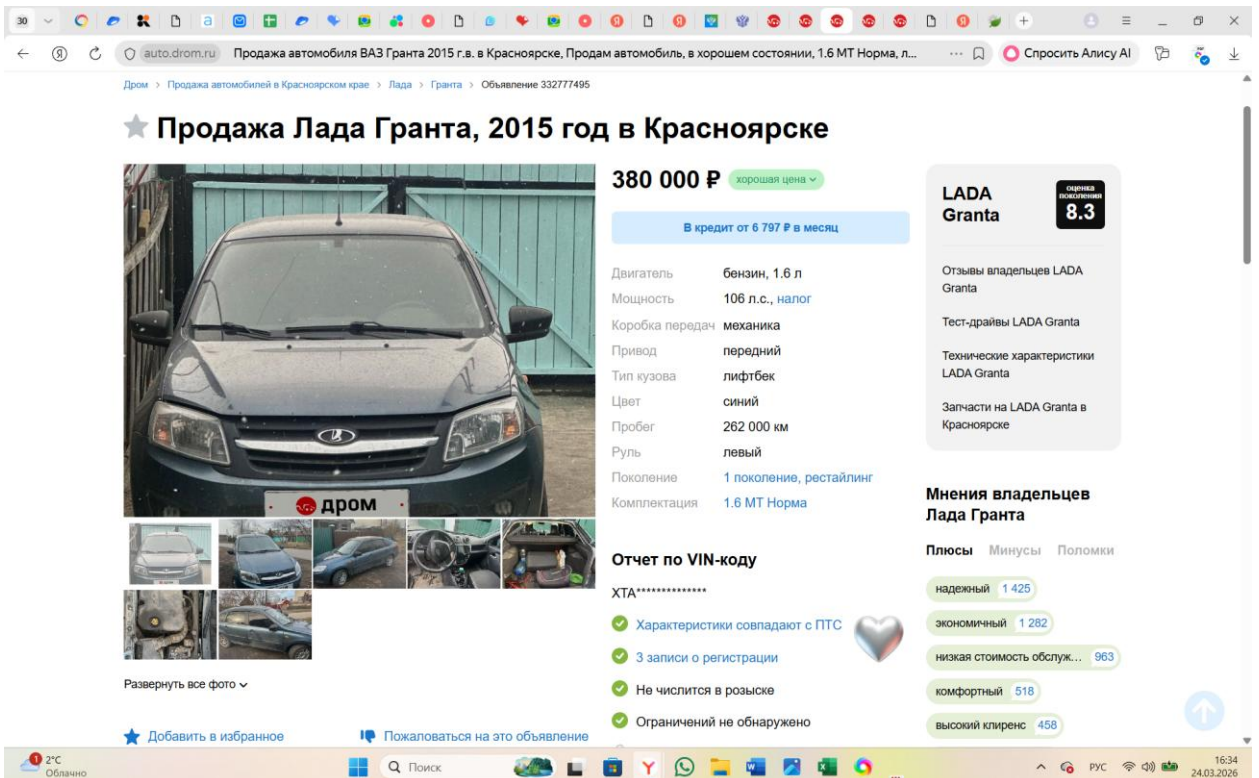 30
auto.drom.ru Продажа автомобиля ВАЗ Гранта 2015 г.в. в Красноярске, Продам автомобиль, в хорошем состоянии, 1.6 МТ Норма, л... Спросить Алису AI
Дром > Продажа автомобилей в Красноярском крае > Лада > Гранта > Объявление 332777495
Продажа Лада Гранта, 2015 год в Красноярске
380 000 ₽ хорошая цена
В кредит от 6 797 ₽ в месяц
Двигатель бензин, 1.6 л
Мощность 106 л.с., налог
Коробка передач механика
Привод передний
Тип кузова лифтбек
Цвет синий
Пробег 262 000 км
Руль левый
Поколение 1 поколение, рестайлинг
Комплектация 1.6 МТ Норма
Отчет по VIN-коду
XTA**************
Характеристики совпадают с ПТС
3 записи о регистрации
Не числится в розыске
Ограничений не обнаружено
дром
Развернуть все фото
Добавить в избранное
Пожаловаться на это объявление
LADA
Granta
оценка
поколения
8.3
Отзывы владельцев LADA
Granta
Тест-драйвы LADA Granta
Технические характеристики
LADA Granta
Запчасти на LADA Granta в
Красноярске
Мнения владельцев
Лада Гранта
Плюсы Минусы Поломки
надежный 1 425
экономичный 1 282
низкая стоимость обслуж... 963
комфортный 518
высокий клиренс 458
1
2°C
Облачно
Поиск
РУС
16:34
24.03.2026